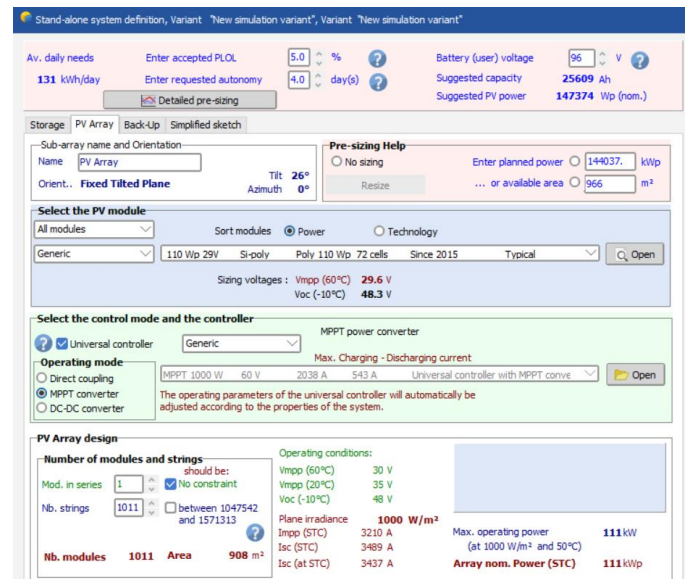 Stand-alone system definition, Variant "New simulation variant", Variant "New simulation variant"
Av. daily needs Enter accepted PLOL 5.0 % ? Battery (user) voltage 96 V ?
131 kWh/day Enter requested autonomy 4.0 day(s) ? Suggested capacity 25609 Ah
Detailed pre-sizing Suggested PV power 147374 Wp (nom.)
Storage PV Array Back-Up Simplified sketch
Sub-array name and Orientation
Name PV Array
Orient.. Fixed Tilted Plane Tilt 26°
Azimuth 0°
Pre-sizing Help
No sizing Enter planned power 144037. kWp
Resize ... or available area 966 m²
Select the PV module
All modules Sort modules Power Technology
Generic 110 Wp 29V Si-poly Poly 110 Wp 72 cells Since 2015 Typical Open
Sizing voltages : Vmpp (60°C) 29.6 V
Voc (-10°C) 48.3 V
Select the control mode and the controller
? Universal controller Generic MPPT power converter
Operating mode
Direct coupling
MPPT converter
DC-DC converter
Max. Charging - Discharging current
MPPT 1000 W 60 V 2038 A 543 A Universal controller with MPPT conve Open
The operating parameters of the universal controller will automatically be
adjusted according to the properties of the system.
PV Array design
Number of modules and strings
should be:
Mod. in series 1 No constraint
Nb. strings 1011 between 1047542
and 1571313
?
Nb. modules 1011 Area 908 m²
Operating conditions:
Vmpp (60°C) 30 V
Vmpp (20°C) 35 V
Voc (-10°C) 48 V
Plane irradiance 1000 W/m²
Impp (STC) 3210 A
Isc (STC) 3489 A
Isc (at STC) 3437 A
Max. operating power 111 kW
(at 1000 W/m² and 50°C)
Array nom. Power (STC) 111 kWp